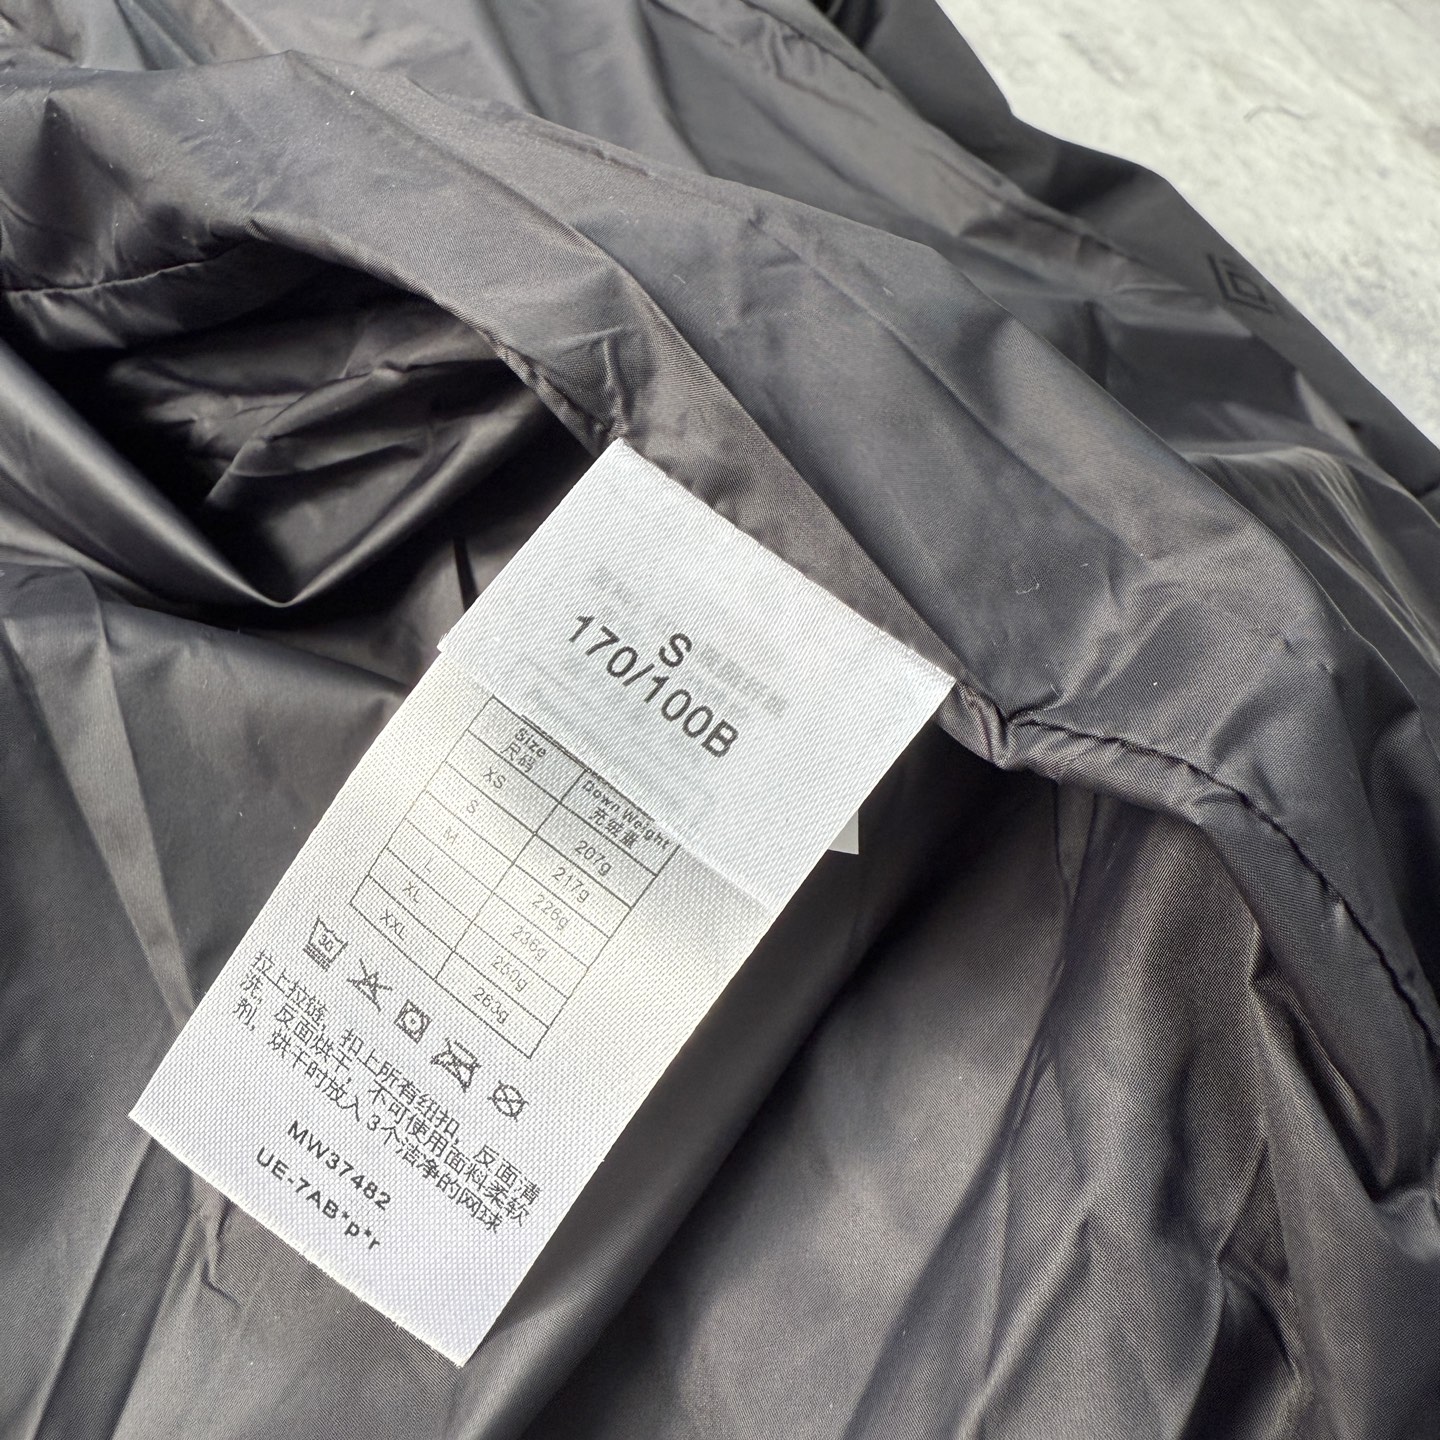 S
170/100B
Size
尺码
Down Weight
充绒量
XS 207g
S 217g
M 226g
L 236g
XL 250g
XXL 263g
30
拉上拉链，扣上所有纽扣，反面清
洗，反面烘干，不可使用面料柔软
剂，烘干时放入 3个洁净的网球
MW37482
UE-7AB*p*r